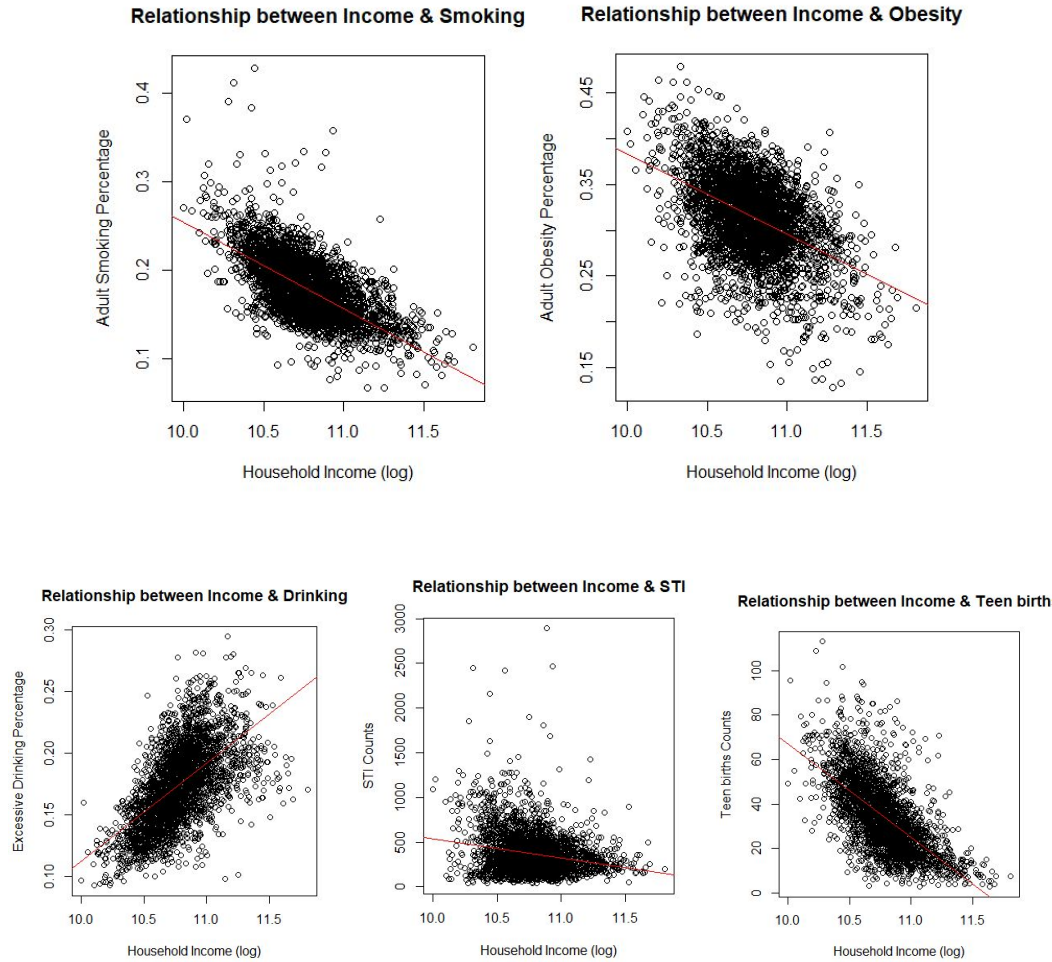 Relationship between Income & Smoking
Relationship between Income & Obesity
Adult Smoking Percentage
0.4
0.3
0.2
0.1
10.0 10.5 11.0 11.5
Household Income (log)
Adult Obesity Percentage
0.45
0.35
0.25
0.15
10.0 10.5 11.0 11.5
Household Income (log)
Relationship between Income & Drinking
Excessive Drinking Percentage
0.30
0.25
0.20
0.15
0.10
10.0 10.5 11.0 11.5
Household Income (log)
Relationship between Income & STI
STI Counts
3000
2500
2000
1500
1000
500
0
10.0 10.5 11.0 11.5
Household Income (log)
Relationship between Income & Teen birth
Teen births Counts
100
80
60
40
20
0
10.0 10.5 11.0 11.5
Household Income (log)